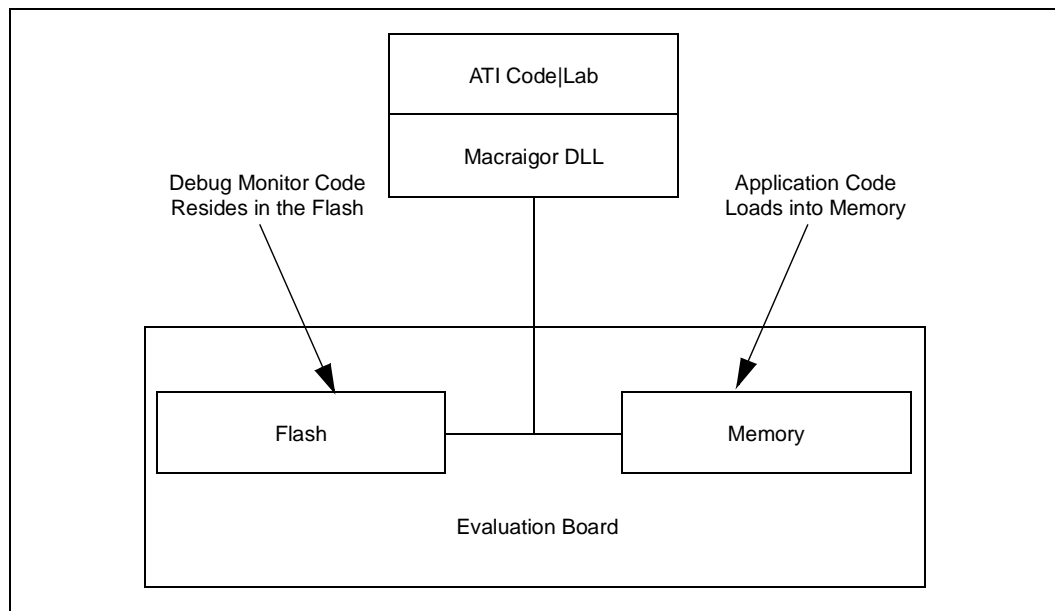 ATI Code|Lab
Macraigor DLL
Debug Monitor Code
Resides in the Flash
Application Code
Loads into Memory
Flash
Memory
Evaluation Board